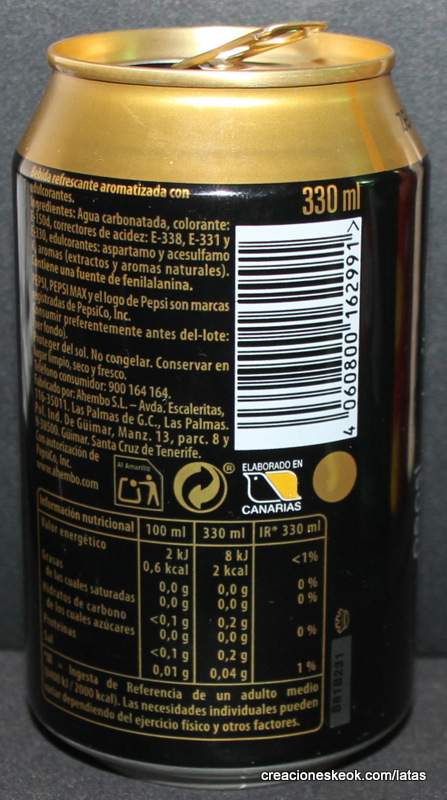 330 ml
Bebida refrescante aromatizada con
edulcorantes.
Ingredientes: Agua carbonatada, colorante:
E-150d, correctores de acidez: E-338, E-331 y
E-330, edulcorantes: aspartamo y acesulfamo
K, aromas (extractos y aromas naturales).
Contiene una fuente de fenilalanina.
PEPSI, PEPSI MAX y el logo de Pepsi son marcas
registradas de PepsiCo, Inc.
Consumir preferentemente antes del-lote:
(ver fondo).
Proteger del sol. No congelar. Conservar en
lugar limpio, seco y fresco.
Teléfono consumidor: 900 164 164.
Fabricado por: Ahembo S.L. – Avda. Escaleritas,
35011. Las Palmas de G.C., Las Palmas.
Pol. Ind. De Güimar, Manz. 13, parc. 8 y
38500, Güimar, Santa Cruz de Tenerife.
Con autorización de
PepsiCo, Inc.
www.ahembo.com
4 060800 162991 >
Al Amarillo
®
ELABORADO EN
CANARIAS
Información nutricional 100 ml 330 ml IR* 330 ml
Valor energético 2 kJ 8 kJ <1%
0,6 kcal 2 kcal
Grasas 0,0 g 0,0 g 0 %
de las cuales saturadas 0,0 g 0,0 g 0 %
Hidratos de carbono <0,1 g 0,2 g
de los cuales azúcares 0,0 g 0,0 g 0 %
Proteínas <0,1 g 0,2 g
Sal 0,01 g 0,04 g 1 %
*IR = Ingesta de Referencia de un adulto medio
(8400 kJ / 2000 kcal). Las necesidades individuales pueden
variar dependiendo del ejercicio físico y otros factores.
creacioneskeok.com/latas